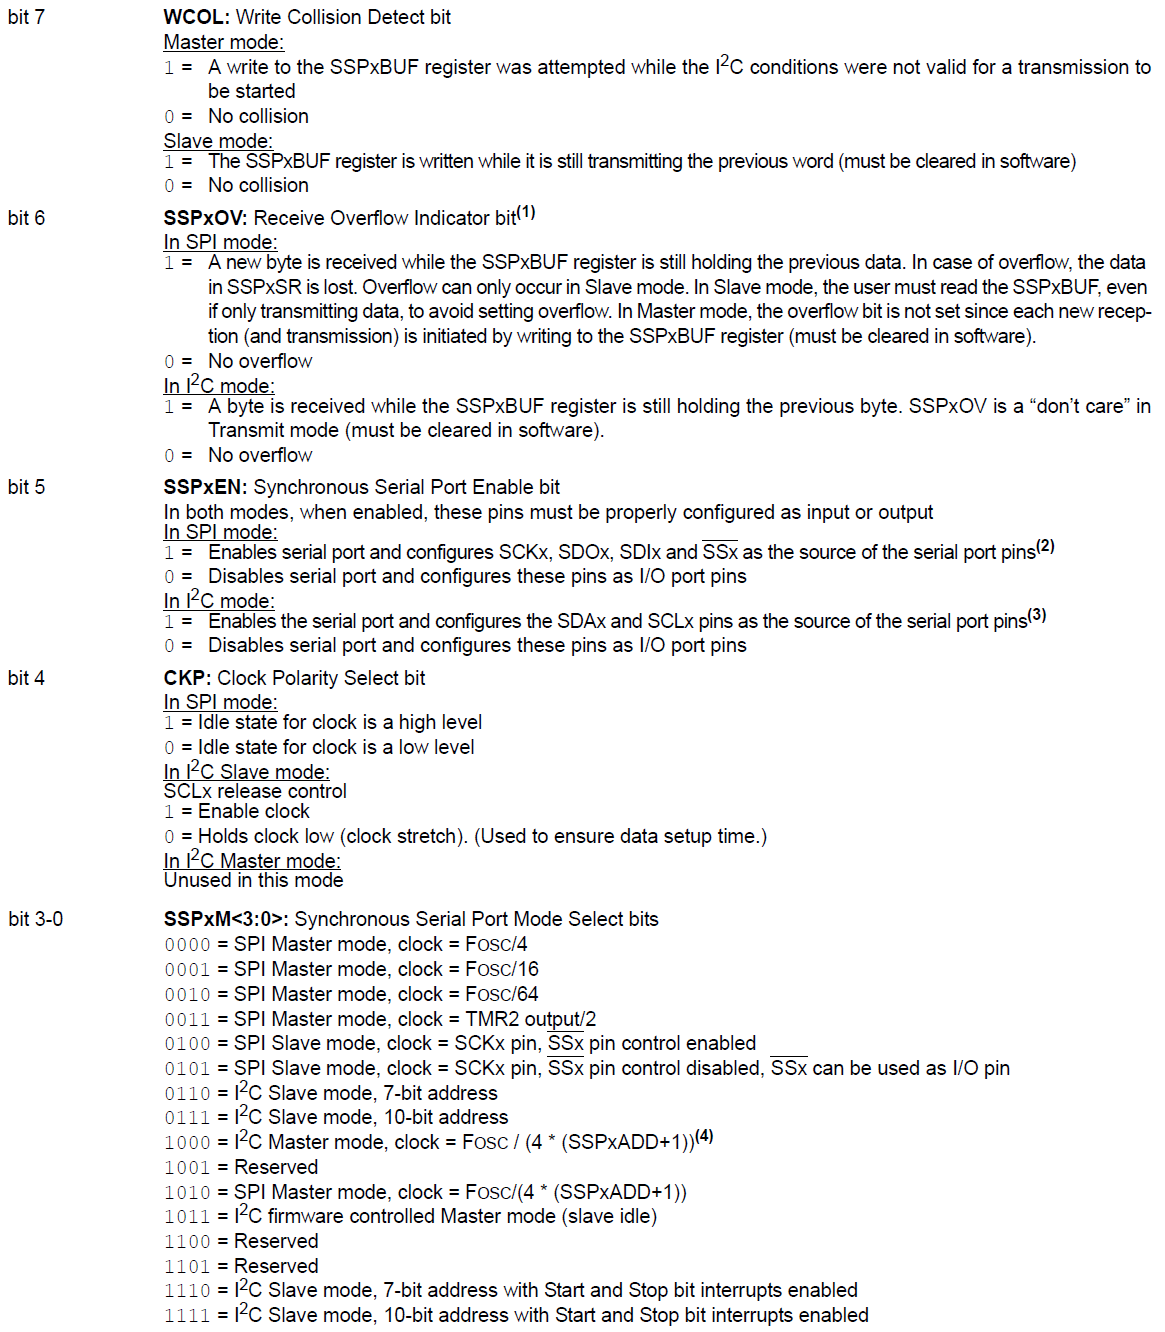 bit 7 WCOL: Write Collision Detect bit
Master mode:
1 = A write to the SSPxBUF register was attempted while the I2C conditions were not valid for a transmission to
be started
0 = No collision
Slave mode:
1 = The SSPxBUF register is written while it is still transmitting the previous word (must be cleared in software)
0 = No collision
bit 6 SSPxOV: Receive Overflow Indicator bit(1)
In SPI mode:
1 = A new byte is received while the SSPxBUF register is still holding the previous data. In case of overflow, the data
in SSPxSR is lost. Overflow can only occur in Slave mode. In Slave mode, the user must read the SSPxBUF, even
if only transmitting data, to avoid setting overflow. In Master mode, the overflow bit is not set since each new recep-
tion (and transmission) is initiated by writing to the SSPxBUF register (must be cleared in software).
0 = No overflow
In I2C mode:
1 = A byte is received while the SSPxBUF register is still holding the previous byte. SSPxOV is a “don’t care” in
Transmit mode (must be cleared in software).
0 = No overflow
bit 5 SSPxEN: Synchronous Serial Port Enable bit
In both modes, when enabled, these pins must be properly configured as input or output
In SPI mode:
1 = Enables serial port and configures SCKx, SDOx, SDIx and SSx as the source of the serial port pins(2)
0 = Disables serial port and configures these pins as I/O port pins
In I2C mode:
1 = Enables the serial port and configures the SDAx and SCLx pins as the source of the serial port pins(3)
0 = Disables serial port and configures these pins as I/O port pins
bit 4 CKP: Clock Polarity Select bit
In SPI mode:
1 = Idle state for clock is a high level
0 = Idle state for clock is a low level
In I2C Slave mode:
SCLx release control
1 = Enable clock
0 = Holds clock low (clock stretch). (Used to ensure data setup time.)
In I2C Master mode:
Unused in this mode
bit 3-0 SSPxM<3:0>: Synchronous Serial Port Mode Select bits
0000 = SPI Master mode, clock = FOSC/4
0001 = SPI Master mode, clock = FOSC/16
0010 = SPI Master mode, clock = FOSC/64
0011 = SPI Master mode, clock = TMR2 output/2
0100 = SPI Slave mode, clock = SCKx pin, SSx pin control enabled
0101 = SPI Slave mode, clock = SCKx pin, SSx pin control disabled, SSx can be used as I/O pin
0110 = I2C Slave mode, 7-bit address
0111 = I2C Slave mode, 10-bit address
1000 = I2C Master mode, clock = FOSC / (4 * (SSPxADD+1))(4)
1001 = Reserved
1010 = SPI Master mode, clock = FOSC/(4 * (SSPxADD+1))
1011 = I2C firmware controlled Master mode (slave idle)
1100 = Reserved
1101 = Reserved
1110 = I2C Slave mode, 7-bit address with Start and Stop bit interrupts enabled
1111 = I2C Slave mode, 10-bit address with Start and Stop bit interrupts enabled